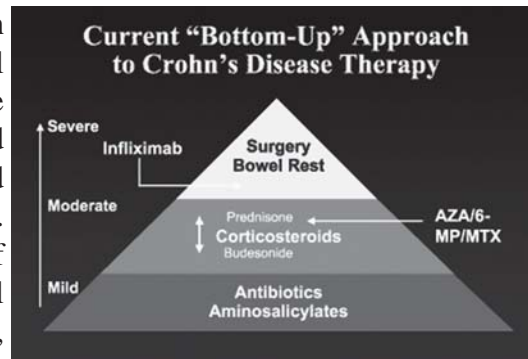 Current “Bottom-Up” Approach
to Crohn’s Disease Therapy
Severe
Infliximab
Surgery
Bowel Rest
Moderate
Prednisone
Corticosteroids
Budesonide
AZA/6-
MP/MTX
Mild
Antibiotics
Aminosalicylates